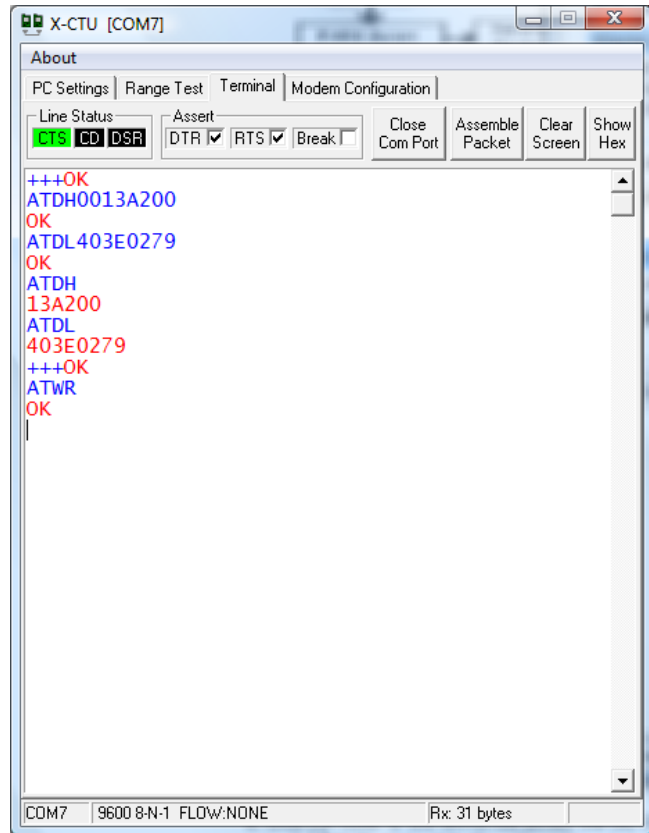 X-CTU [COM7]
About
PC Settings Range Test Terminal Modem Configuration
Line Status
CTS CD DSR
Assert
DTR RTS Break
Close Com Port
Assemble Packet
Clear Screen
Show Hex
+++OK
ATDH0013A200
OK
ATDL403E0279
OK
ATDH
13A200
ATDL
403E0279
+++OK
ATWR
OK
COM7 9600 8-N-1 FLOW:NONE Rx: 31 bytes